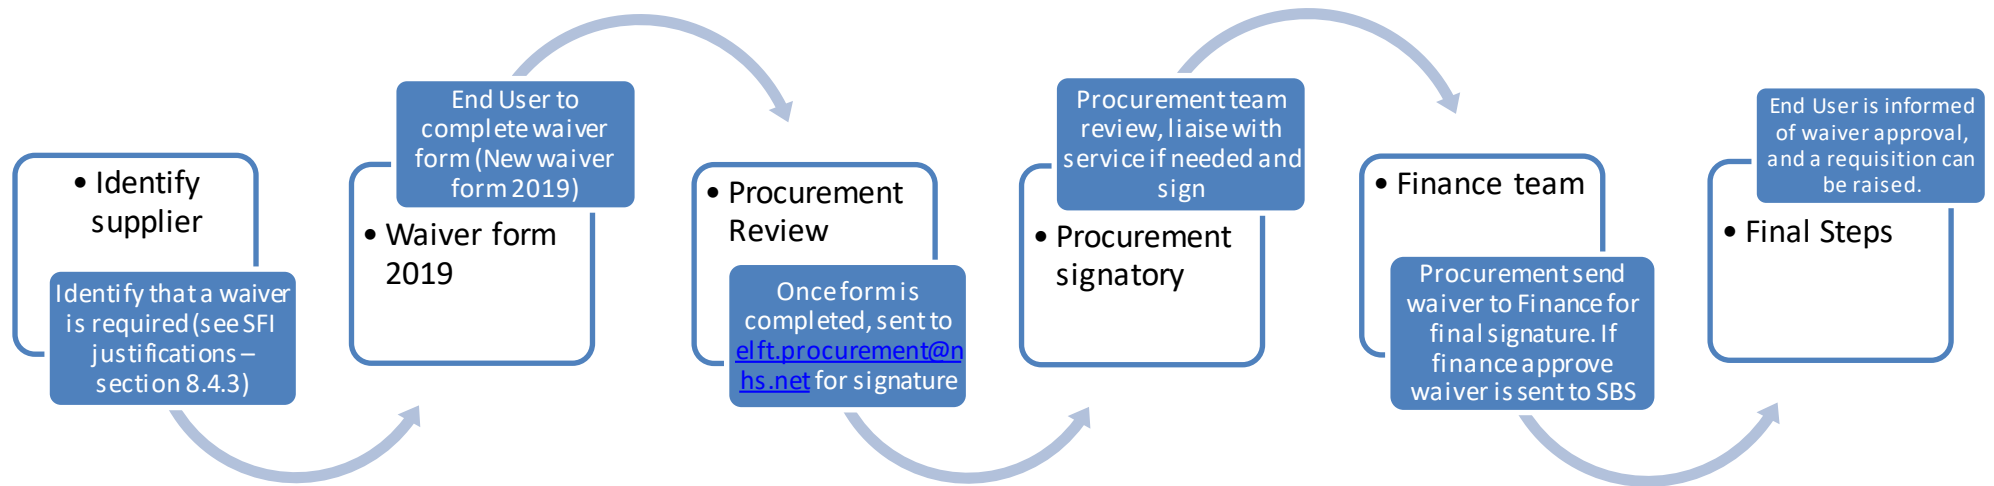 • Identify
supplier
Identify that a waiver
is required (see SFI
justifications –
section 8.4.3)
End User to
complete waiver
form (New waiver
form 2019)
• Waiver form
2019
• Procurement
Review
Once form is
completed, sent to
elft.procurement@n
hs.net for signature
Procurement team
review, liaise with
service if needed and
sign
• Procurement
signatory
• Finance team
Procurement send
waiver to Finance for
final signature. If
finance approve
waiver is sent to SBS
End User is informed
of waiver approval,
and a requisition can
be raised.
• Final Steps